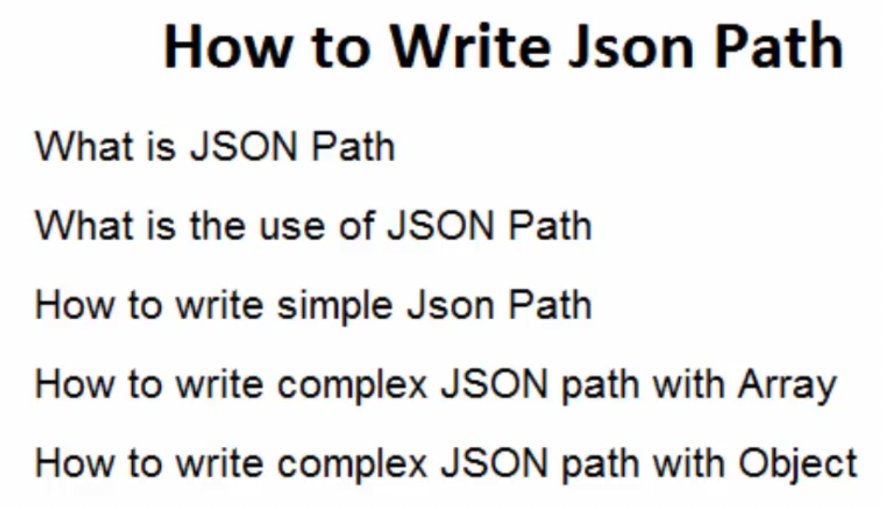 How to Write Json Path
What is JSON Path
What is the use of JSON Path
How to write simple Json Path
How to write complex JSON path with Array
How to write complex JSON path with Object